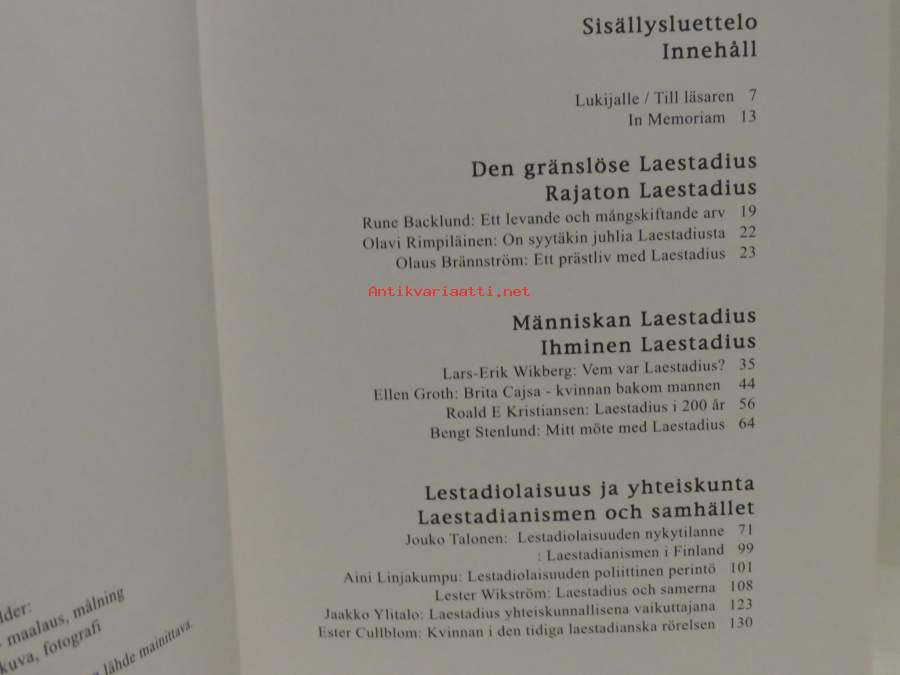 Sisällysluettelo
Innehåll
Lukijalle / Till läsaren 7
In Memoriam 13
Den gränslöse Laestadius
Rajaton Laestadius
Rune Backlund: Ett levande och mångskiftande arv 19
Olavi Rimpiläinen: On syytäkin juhlia Laestadiusta 22
Olaus Brännström: Ett prästliv med Laestadius 23
Antikvariaatti.net
Människan Laestadius
Ihminen Laestadius
Lars-Erik Wikberg: Vem var Laestadius? 35
Ellen Groth: Brita Cajsa - kvinnan bakom mannen 44
Roald E Kristiansen: Laestadius i 200 år 56
Bengt Stenlund: Mitt möte med Laestadius 64
Lestadiolaisuus ja yhteiskunta
Laestadianismen och samhället
Jouko Talonen: Lestadiolaisuuden nykytilanne 71
: Laestadianismen i Finland 99
Aini Linjakumpu: Lestadiolaisuuden poliittinen perintö 101
Lester Wikström: Laestadius och samerna 108
Jaakko Ylitalo: Laestadius yhteiskunnallisena vaikuttajana 123
Ester Cullblom: Kvinnan i den tidiga laestadianska rörelsen 130
lder:
maalaus, målning
kuva, fotografi
lähde mainittava.